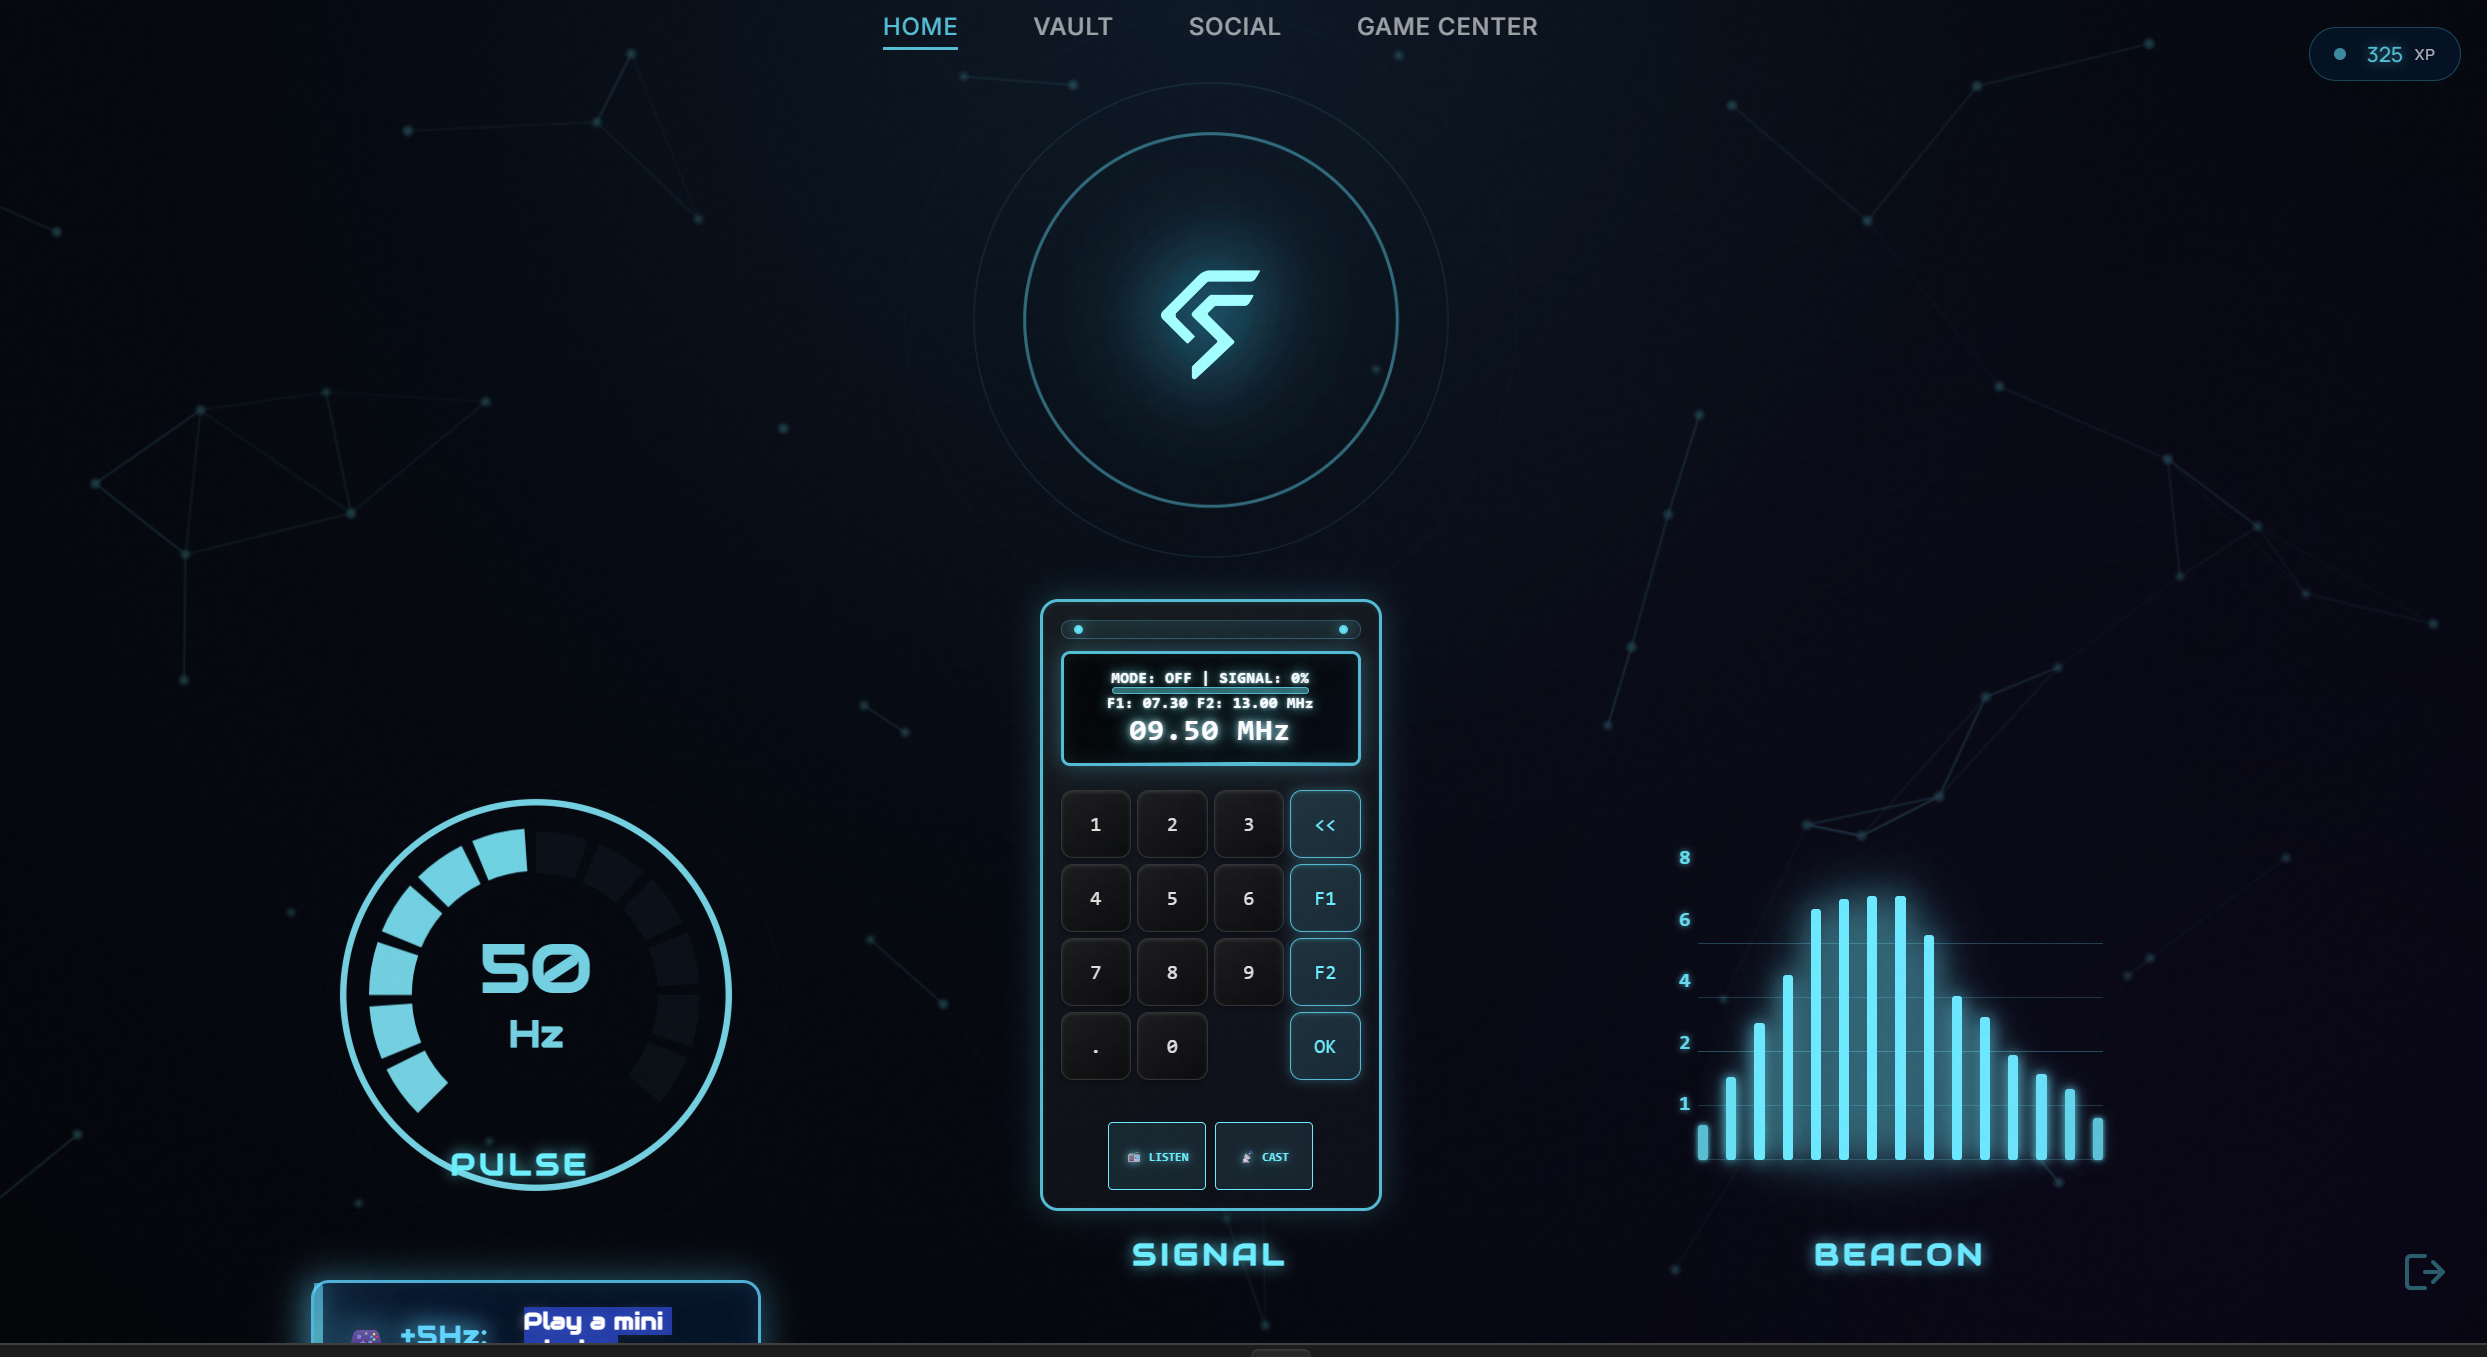 HOME VAULT SOCIAL GAME CENTER
325 XP
MODE: OFF | SIGNAL: 0%
F1: 07.30 F2: 13.00 MHz
09.50 MHz
1 2 3 <<
4 5 6 F1
7 8 9 F2
. 0 OK
LISTEN CAST
SIGNAL
50
Hz
PULSE
+5Hz: Play a mini
8
6
4
2
1
BEACON